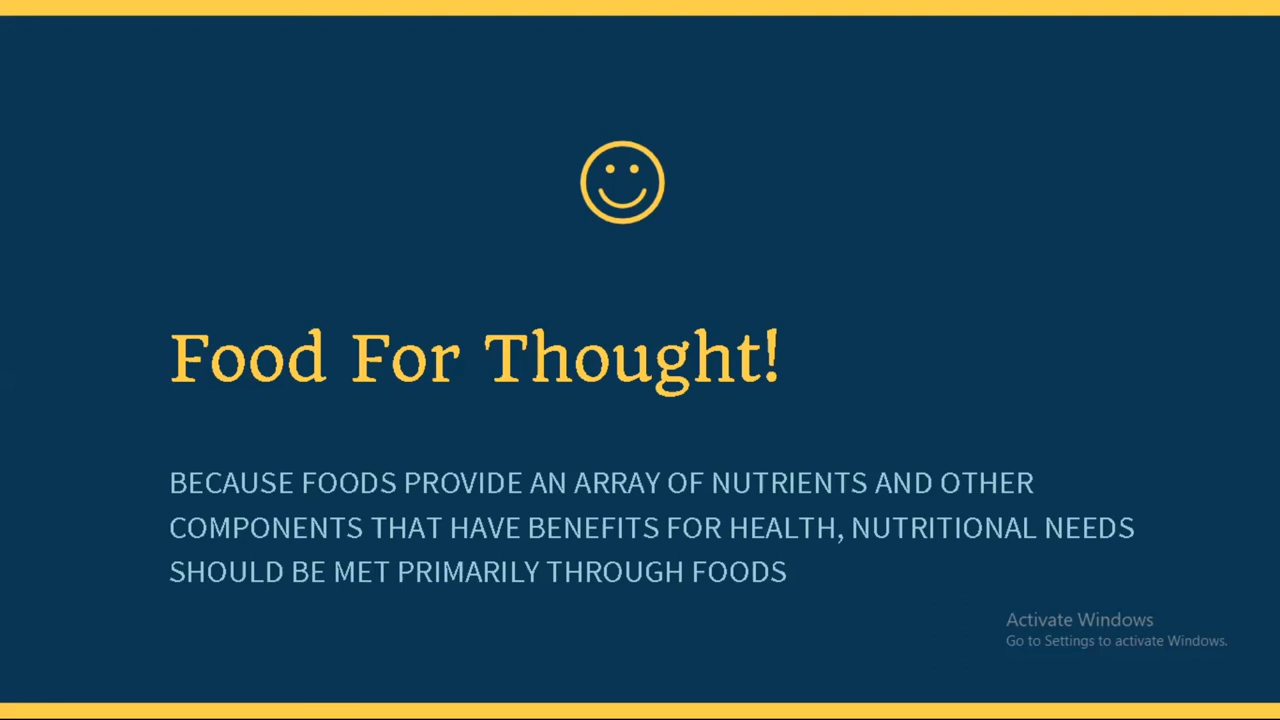 Food For Thought!
BECAUSE FOODS PROVIDE AN ARRAY OF NUTRIENTS AND OTHER
COMPONENTS THAT HAVE BENEFITS FOR HEALTH, NUTRITIONAL NEEDS
SHOULD BE MET PRIMARILY THROUGH FOODS
Activate Windows
Go to Settings to activate Windows.